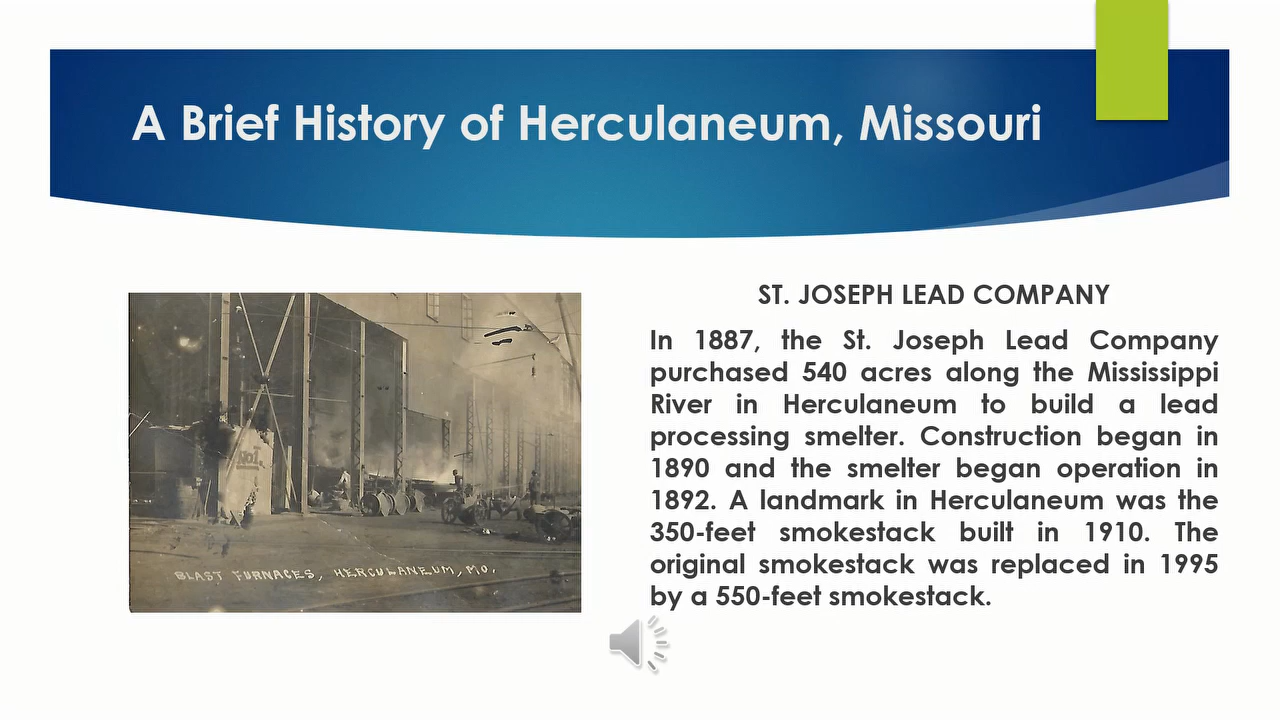 A Brief History of Herculaneum, Missouri
ST. JOSEPH LEAD COMPANY
In 1887, the St. Joseph Lead Company
purchased 540 acres along the Mississippi
River in Herculaneum to build a lead
processing smelter. Construction began in
1890 and the smelter began operation in
1892. A landmark in Herculaneum was the
350-feet smokestack built in 1910. The
original smokestack was replaced in 1995
by a 550-feet smokestack.
No1.
BLAST FURNACES, HERCULANEUM, MO.